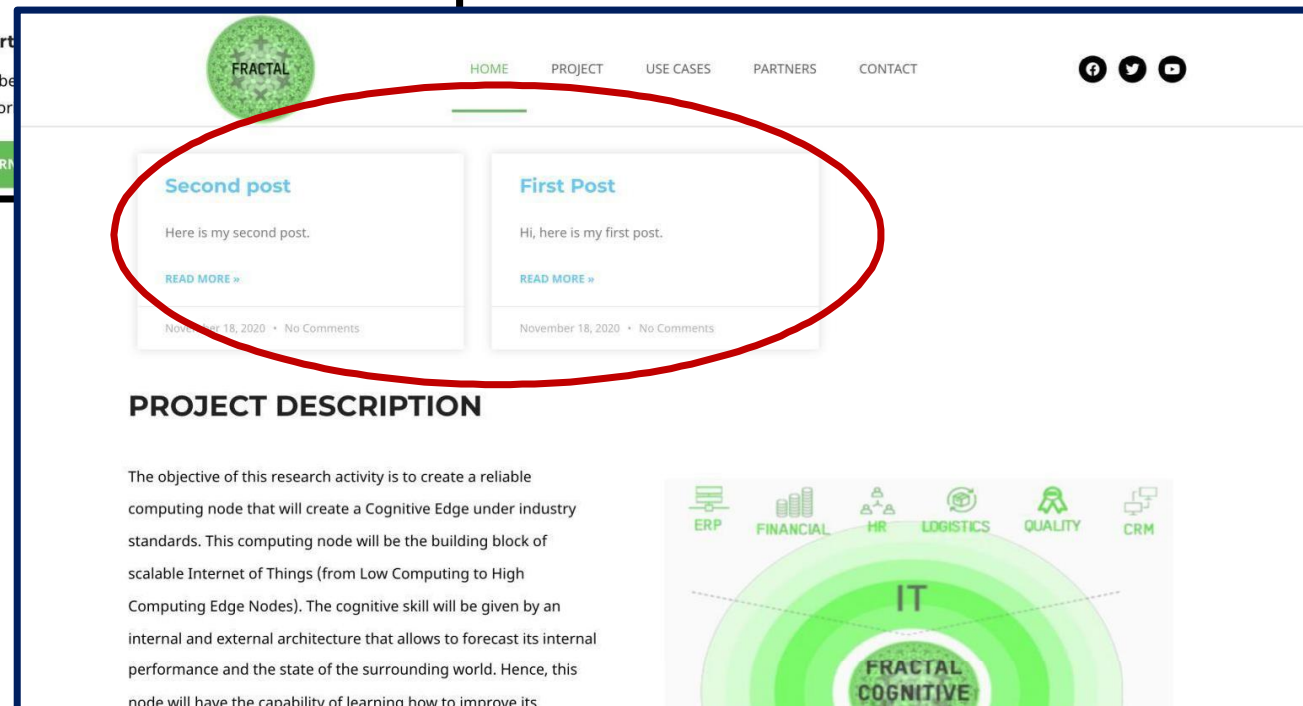 FRACTAL
HOME PROJECT USE CASES PARTNERS CONTACT
Second post
Here is my second post.
READ MORE »
November 18, 2020 • No Comments
First Post
Hi, here is my first post.
READ MORE »
November 18, 2020 • No Comments
PROJECT DESCRIPTION
The objective of this research activity is to create a reliable
computing node that will create a Cognitive Edge under industry
standards. This computing node will be the building block of
scalable Internet of Things (from Low Computing to High
Computing Edge Nodes). The cognitive skill will be given by an
internal and external architecture that allows to forecast its internal
performance and the state of the surrounding world. Hence, this
node will have the capability of learning how to improve its
ERP FINANCIAL HR LOGISTICS QUALITY CRM
IT
FRACTAL
COGNITIVE